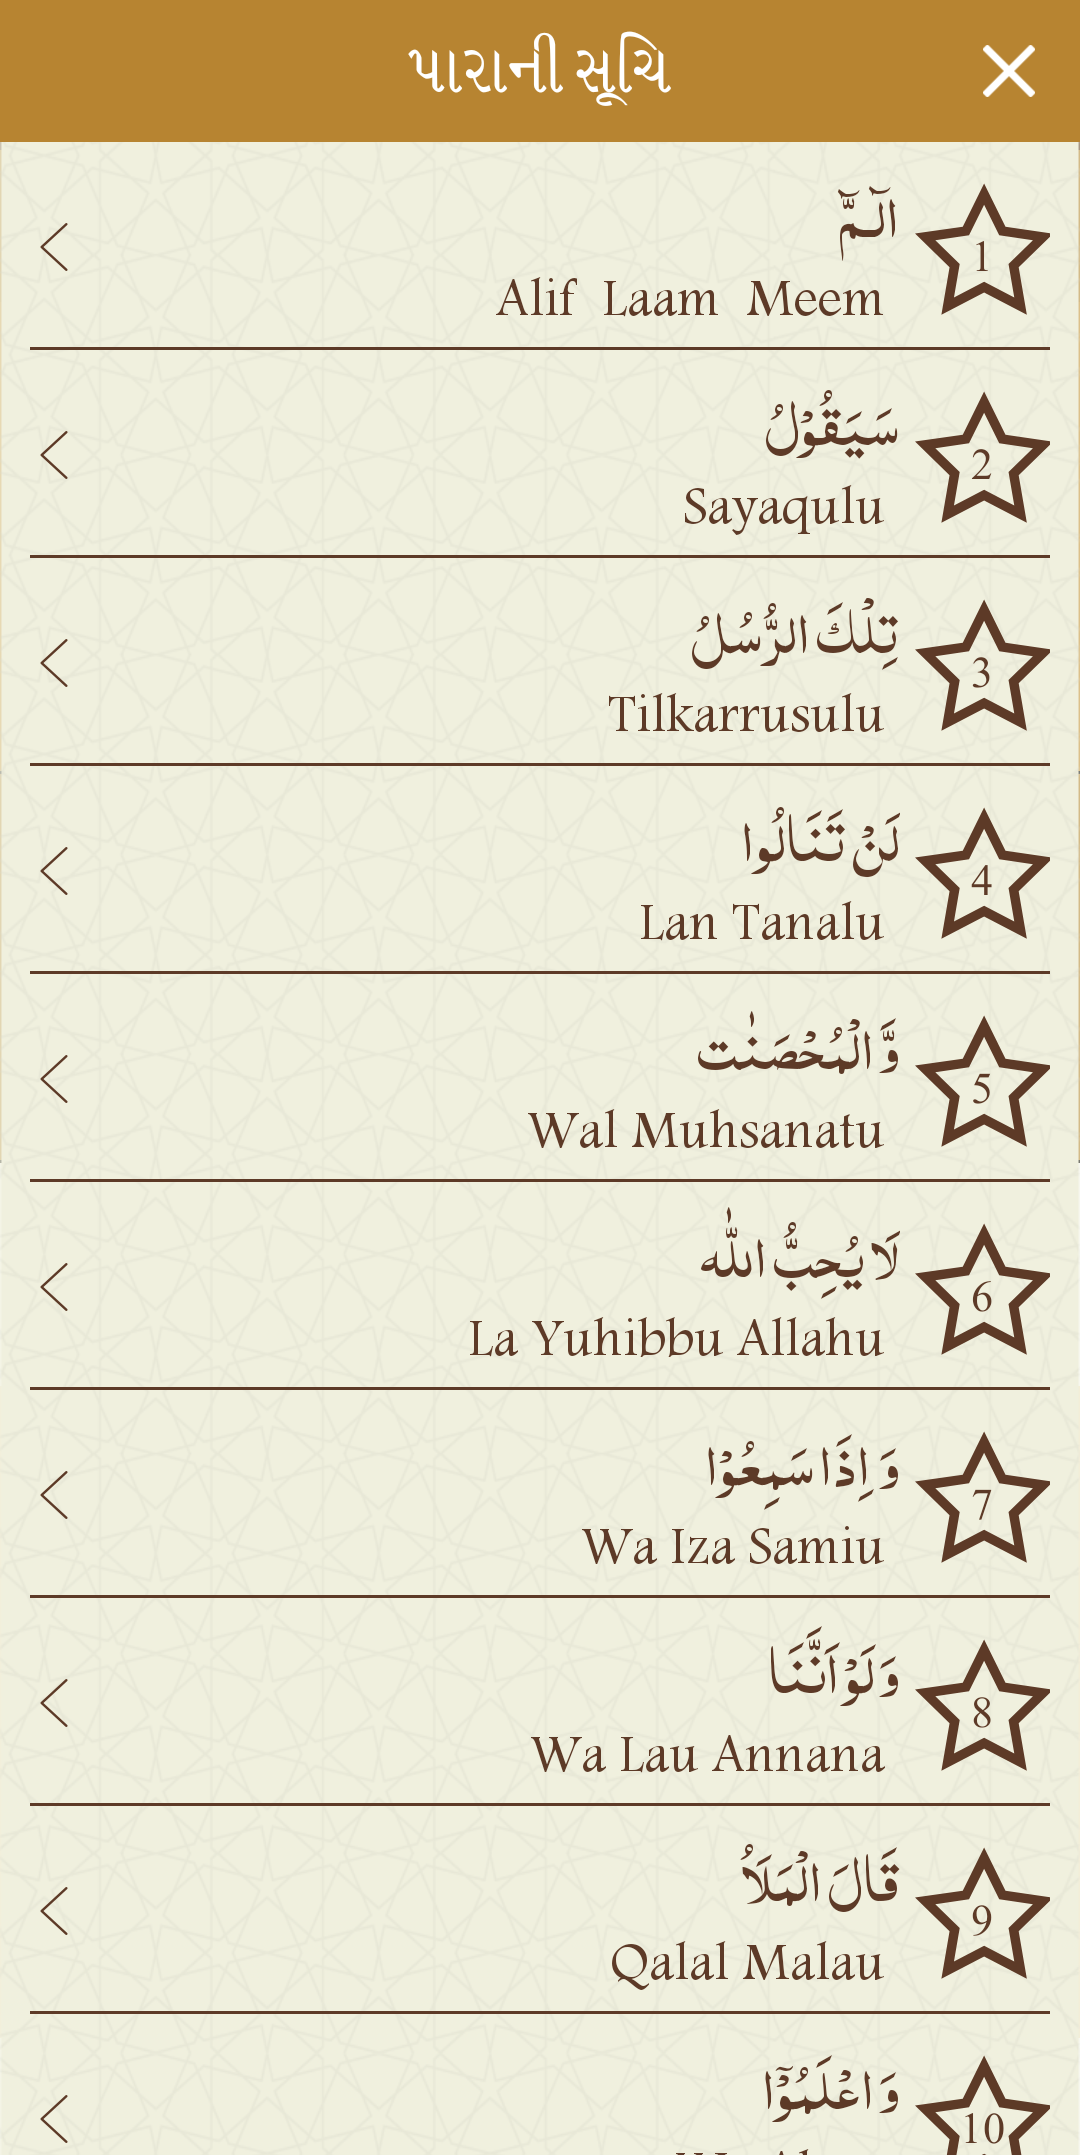 પારાની સૂચિ
الٓـمّٓ
1
Alif Laam Meem
سَيَقُوْلُ
2
Sayaqulu
تِلْكَ الرُّسُلُ
3
Tilkarrusulu
لَنْ تَنَالُوا
4
Lan Tanalu
وَّالْمُحْصَنٰت
5
Wal Muhsanatu
لَا يُحِبُّ اللّٰه
6
La Yuhibbu Allahu
وَاِذَا سَمِعُوْا
7
Wa Iza Samiu
وَلَوْ اَنَّنَا
8
Wa Lau Annana
قَالَ الْمَلَاُ
9
Qalal Malau
وَاعْلَمُوْٓا
10